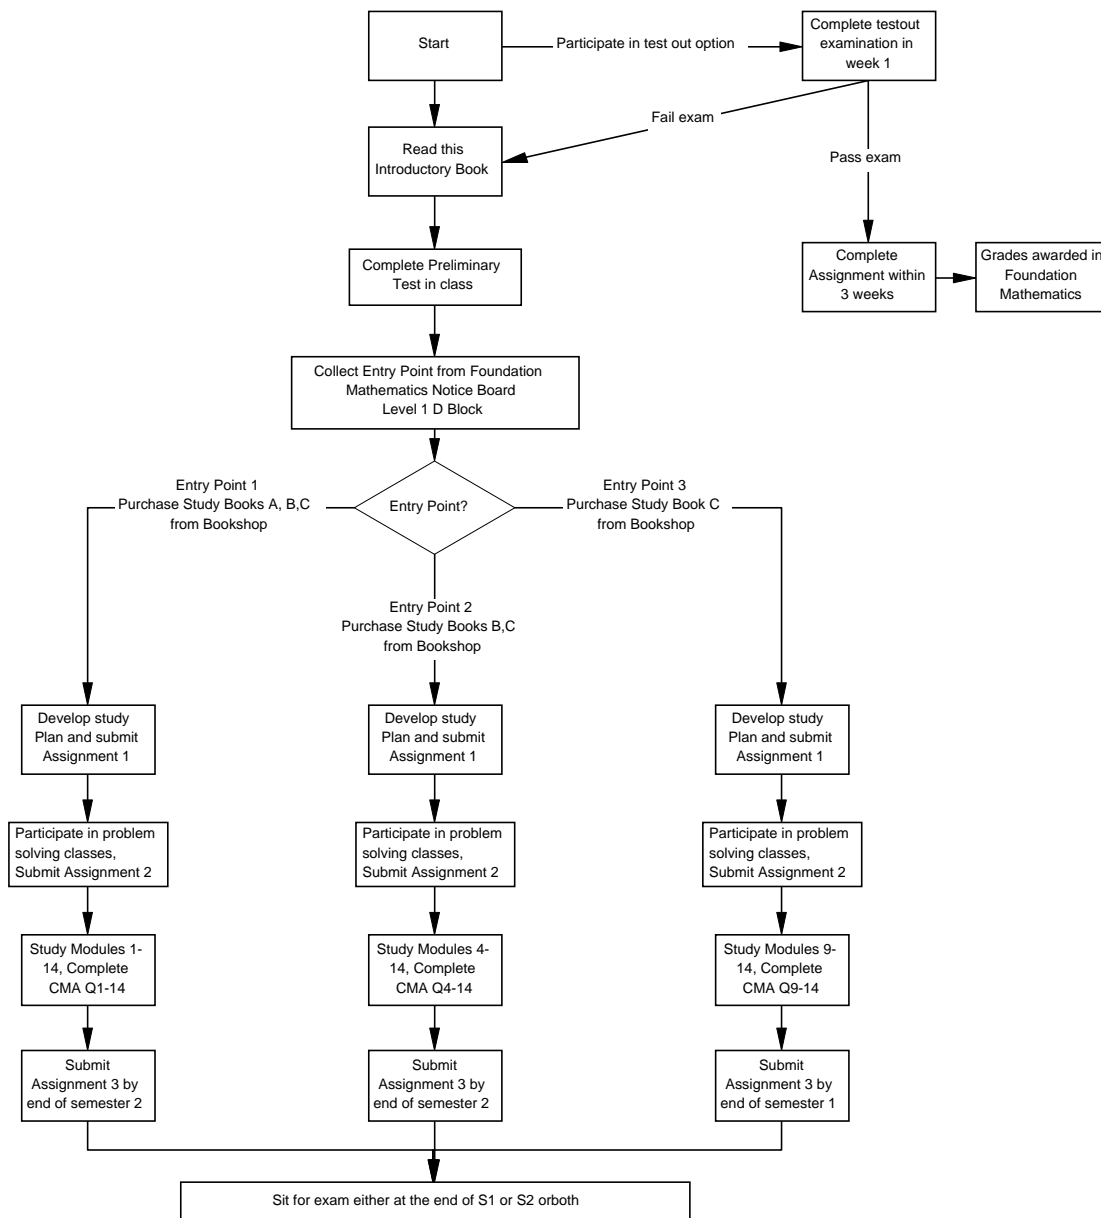 Start
Participate in test out option
Complete testout
examination in
week 1
Fail exam
Read this
Introductory Book
Pass exam
Complete Preliminary
Test in class
Complete
Assignment within
3 weeks
Grades awarded in
Foundation
Mathematics
Collect Entry Point from Foundation
Mathematics Notice Board
Level 1 D Block
Entry Point 1
Purchase Study Books A, B,C
from Bookshop
Entry Point?
Entry Point 3
Purchase Study Book C
from Bookshop
Entry Point 2
Purchase Study Books B,C
from Bookshop
Develop study
Plan and submit
Assignment 1
Develop study
Plan and submit
Assignment 1
Develop study
Plan and submit
Assignment 1
Participate in problem
solving classes,
Submit Assignment 2
Participate in problem
solving classes,
Submit Assignment 2
Participate in problem
solving classes,
Submit Assignment 2
Study Modules 1-
14, Complete
CMA Q1-14
Study Modules 4-
14, Complete
CMA Q4-14
Study Modules 9-
14, Complete
CMA Q9-14
Submit
Assignment 3 by
end of semester 2
Submit
Assignment 3 by
end of semester 2
Submit
Assignment 3 by
end of semester 1
Sit for exam either at the end of S1 or S2 orboth